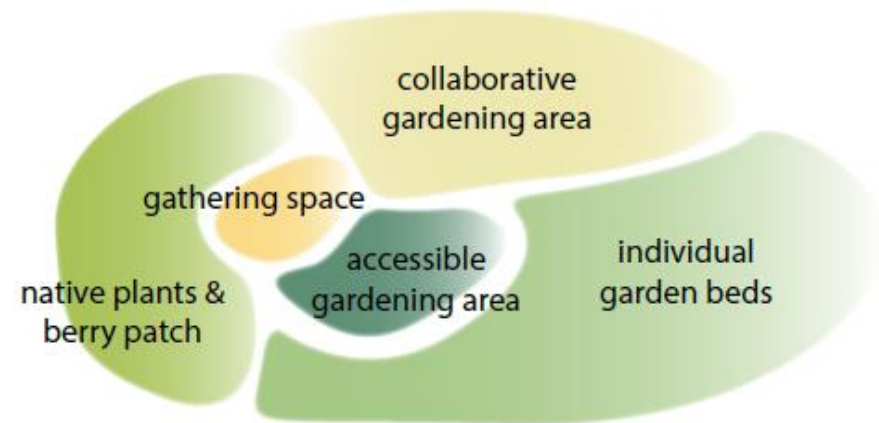 collaborative
gardening area
gathering space
accessible
gardening area
individual
garden beds
native plants &
berry patch